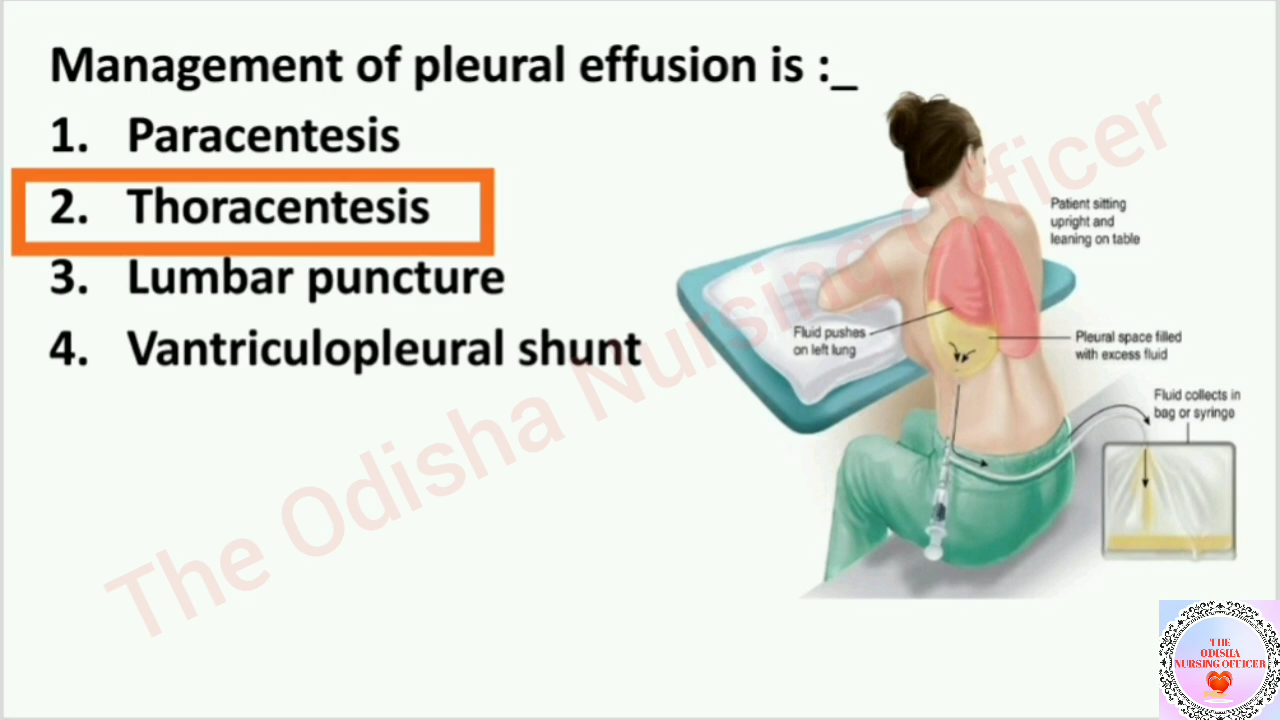 Management of pleural effusion is :_
1. Paracentesis
2. Thoracentesis
3. Lumbar puncture
4. Vantriculopleural shunt
Patient sitting
upright and
leaning on table
Fluid pushes
on left lung
Pleural space filled
with excess fluid
Fluid collects in
bag or syringe
The Odisha Nursing Officer
THE
ODISHA
NURSING OFFICER